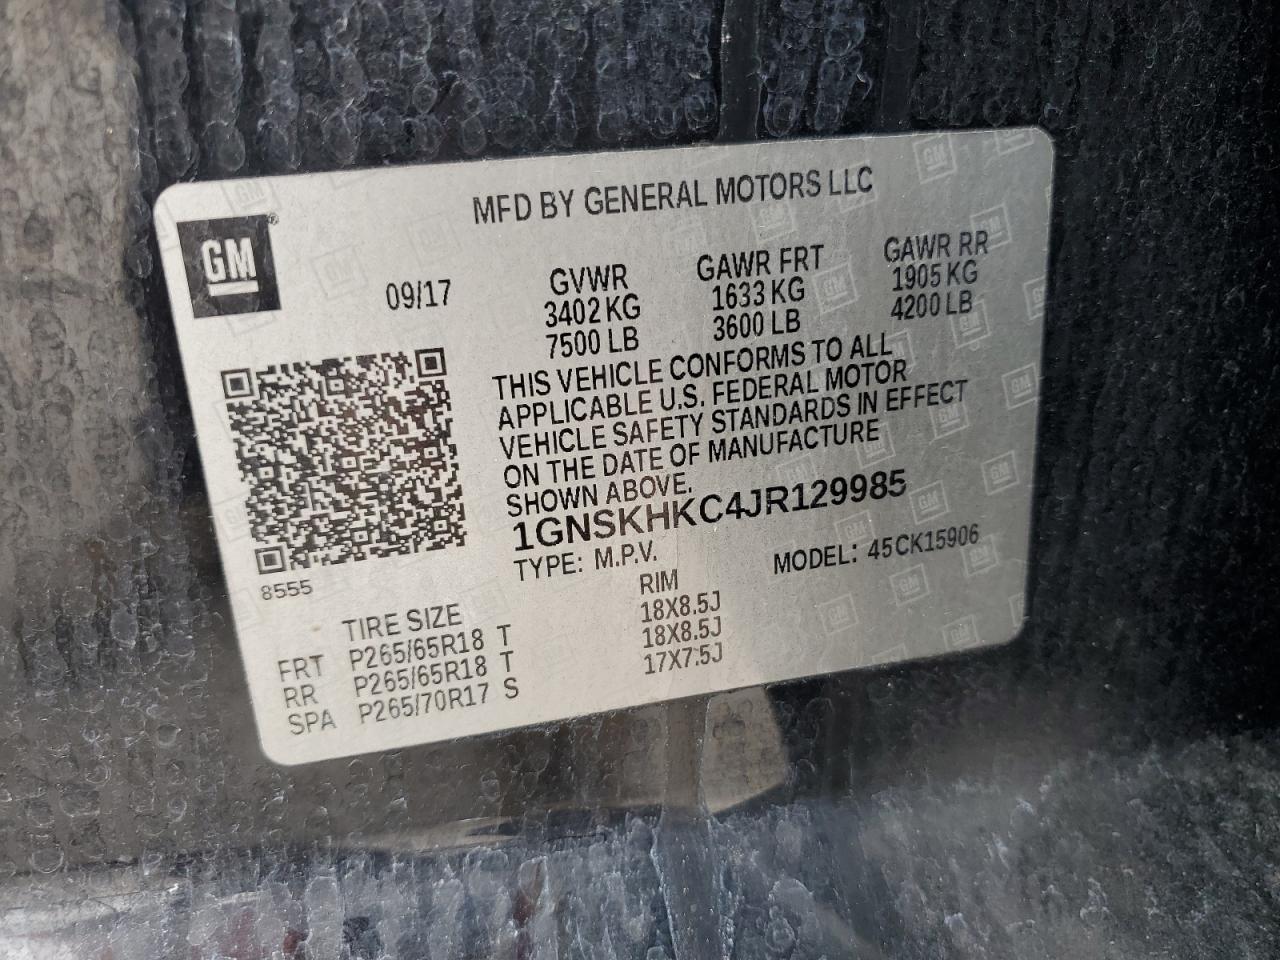 MFD BY GENERAL MOTORS LLC
GM
09/17
GVWR
3402 KG
7500 LB
GAWR FRT
1633 KG
3600 LB
GAWR RR
1905 KG
4200 LB
THIS VEHICLE CONFORMS TO ALL
APPLICABLE U.S. FEDERAL MOTOR
VEHICLE SAFETY STANDARDS IN EFFECT
ON THE DATE OF MANUFACTURE
SHOWN ABOVE.
1GNSKHKC4JR129985
TYPE: M.P.V. MODEL: 45CK15906
8555
TIRE SIZE RIM
FRT P265/65R18 T 18X8.5J
RR P265/65R18 T 18X8.5J
SPA P265/70R17 S 17X7.5J